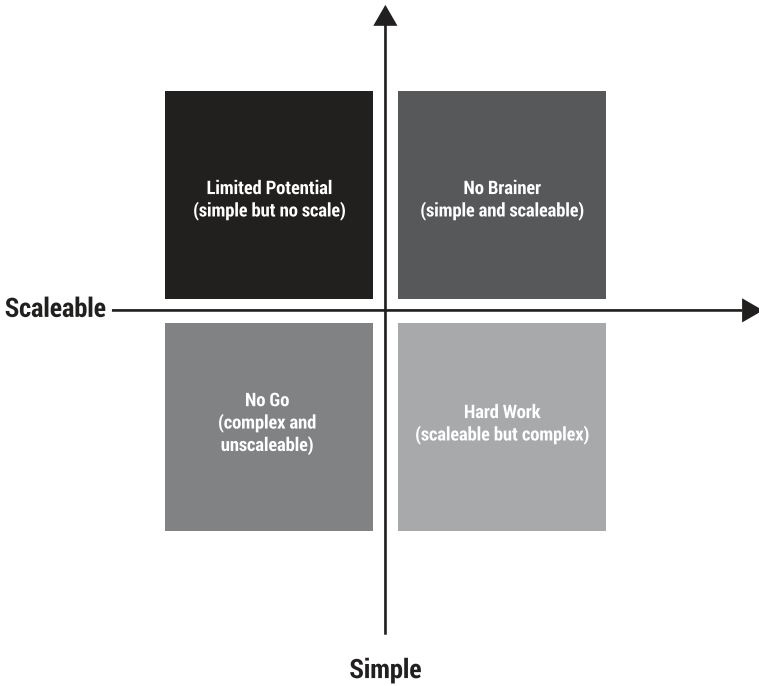 Limited Potential
(simple but no scale)
No Brainer
(simple and scaleable)
Scaleable
No Go
(complex and
unscaleable)
Hard Work
(scaleable but complex)
Simple